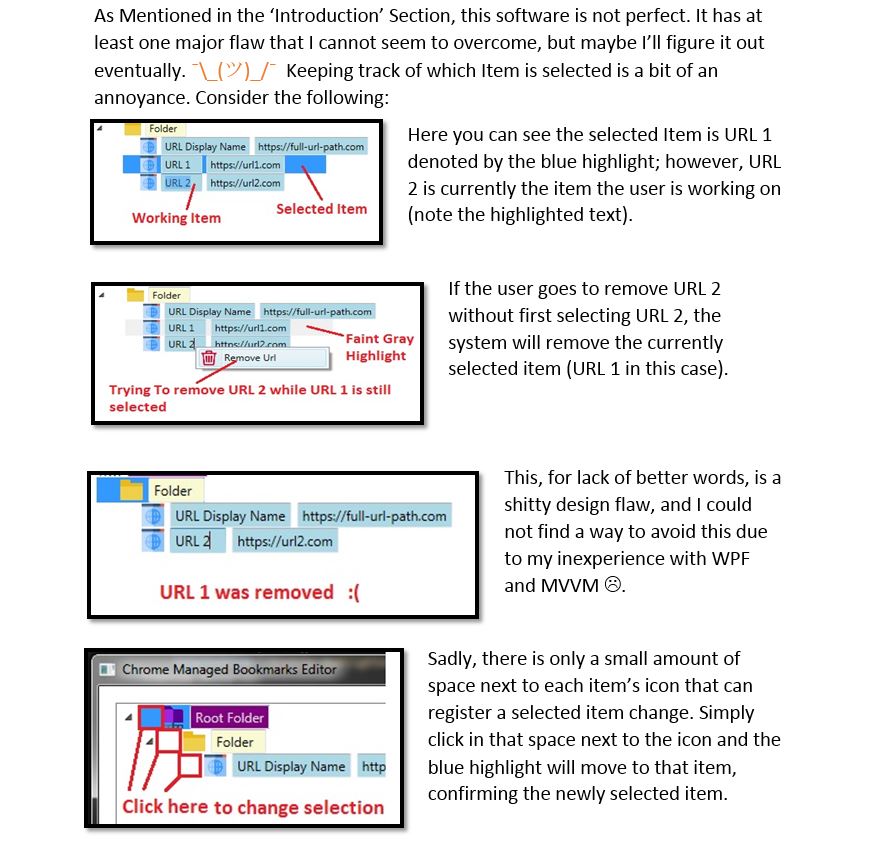 As Mentioned in the ‘Introduction’ Section, this software is not perfect. It has at
least one major flaw that I cannot seem to overcome, but maybe I’ll figure it out
eventually. ¯\_(ツ)_/¯ Keeping track of which Item is selected is a bit of an
annoyance. Consider the following:
Folder
URL Display Name https://full-url-path.com
URL 1 https://url1.com
URL 2 https://url2.com
Working Item
Selected Item
Here you can see the selected Item is URL 1
denoted by the blue highlight; however, URL
2 is currently the item the user is working on
(note the highlighted text).
Folder
URL Display Name https://full-url-path.com
URL 1 https://url1.com
URL 2 https://url2.com
Remove Url
Faint Gray
Highlight
Trying To remove URL 2 while URL 1 is still
selected
If the user goes to remove URL 2
without first selecting URL 2, the
system will remove the currently
selected item (URL 1 in this case).
Folder
URL Display Name https://full-url-path.com
URL 2 https://url2.com
URL 1 was removed :(
This, for lack of better words, is a
shitty design flaw, and I could
not find a way to avoid this due
to my inexperience with WPF
and MVVM ☹.
Chrome Managed Bookmarks Editor
Root Folder
Folder
URL Display Name http
Click here to change selection
Sadly, there is only a small amount of
space next to each item’s icon that can
register a selected item change. Simply
click in that space next to the icon and the
blue highlight will move to that item,
confirming the newly selected item.